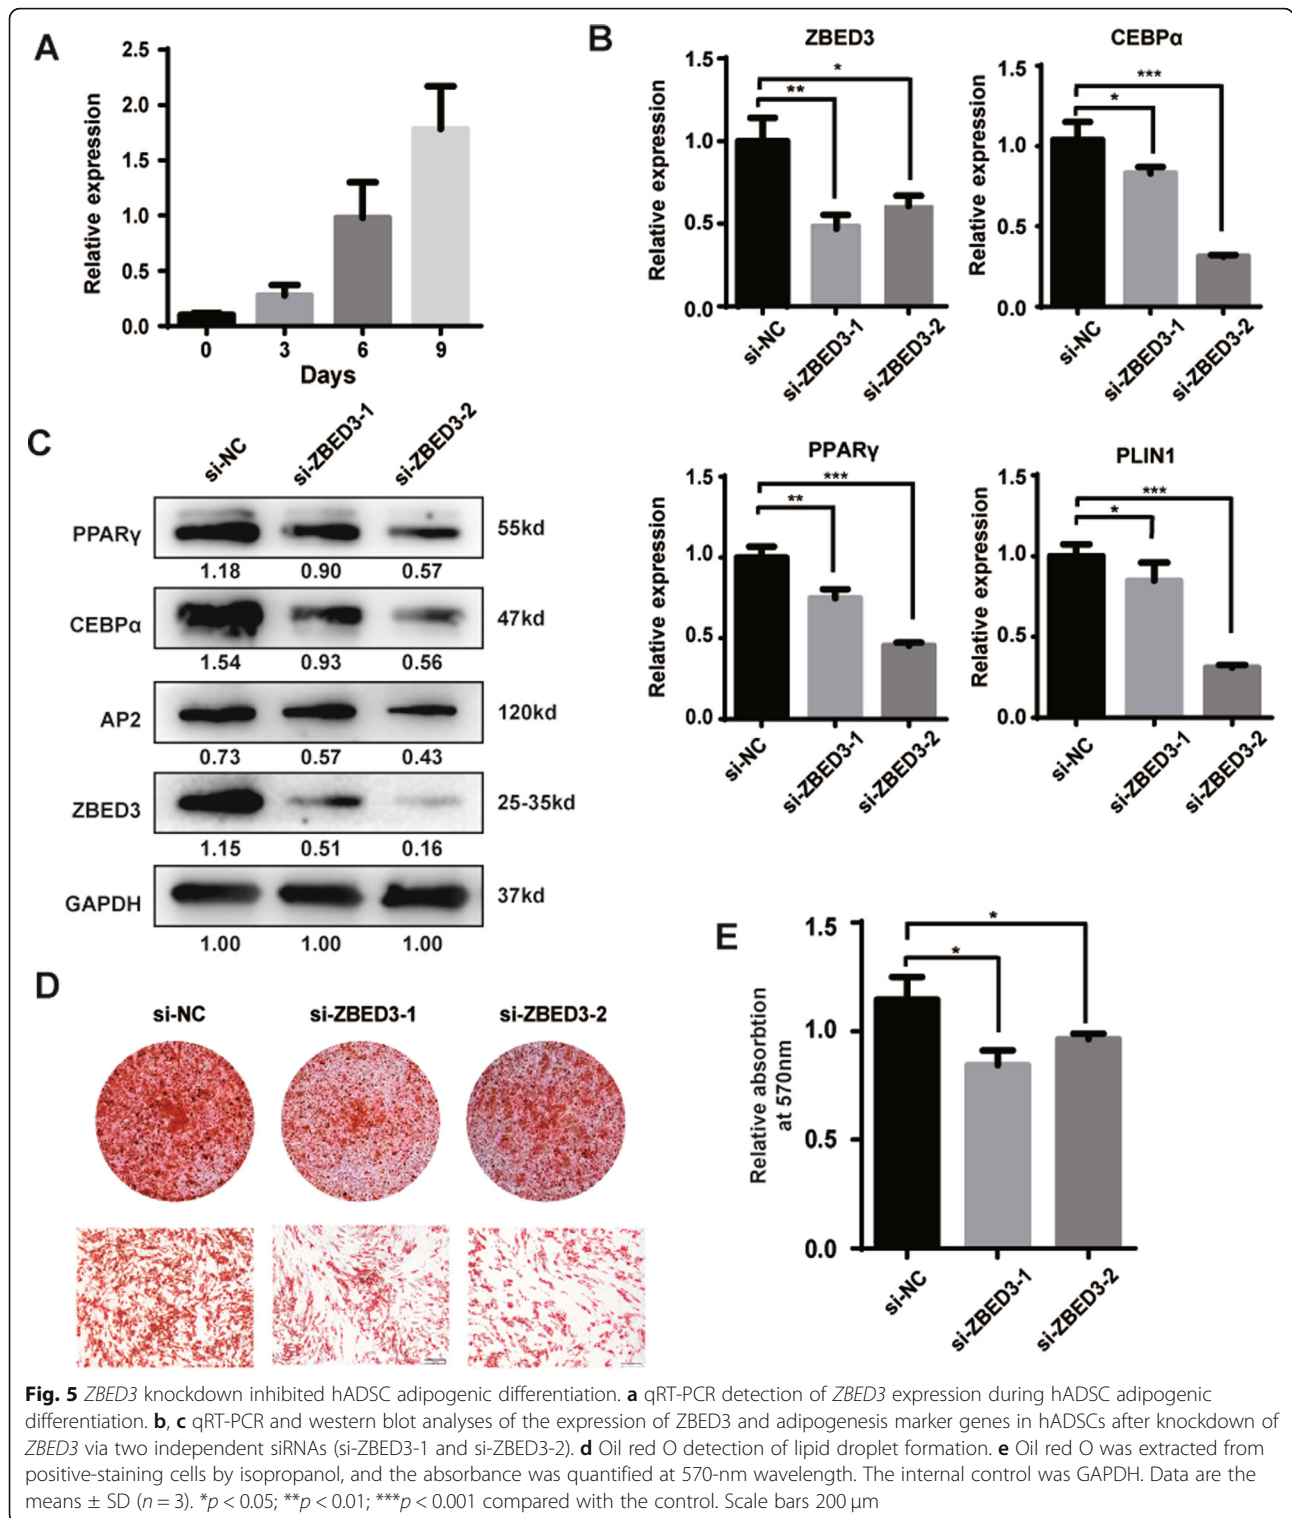 A
2.5
2.0
1.5
1.0
0.5
0.0
Relative expression
0 3 6 9
Days
B
ZBED3
1.5
1.0
0.5
0.0
Relative expression
*
**
si-NC si-ZBED3-1 si-ZBED3-2
CEBPα
1.5
1.0
0.5
0.0
Relative expression
***
*
si-NC si-ZBED3-1 si-ZBED3-2
PPARγ
1.5
1.0
0.5
0.0
Relative expression
***
**
si-NC si-ZBED3-1 si-ZBED3-2
PLIN1
1.5
1.0
0.5
0.0
Relative expression
***
*
si-NC si-ZBED3-1 si-ZBED3-2
C
si-NC si-ZBED3-1 si-ZBED3-2
PPARγ 55kd
1.18 0.90 0.57
CEBPα 47kd
1.54 0.93 0.56
AP2 120kd
0.73 0.57 0.43
ZBED3 25-35kd
1.15 0.51 0.16
GAPDH 37kd
1.00 1.00 1.00
D
si-NC si-ZBED3-1 si-ZBED3-2
E
1.5
1.0
0.5
0.0
Relative absorbtion
at 570nm
*
*
si-NC si-ZBED3-1 si-ZBED3-2
Fig. 5 ZBED3 knockdown inhibited hADSC adipogenic differentiation. a qRT-PCR detection of ZBED3 expression during hADSC adipogenic
differentiation. b, c qRT-PCR and western blot analyses of the expression of ZBED3 and adipogenesis marker genes in hADSCs after knockdown of
ZBED3 via two independent siRNAs (si-ZBED3-1 and si-ZBED3-2). d Oil red O detection of lipid droplet formation. e Oil red O was extracted from
positive-staining cells by isopropanol, and the absorbance was quantified at 570-nm wavelength. The internal control was GAPDH. Data are the
means ± SD (n = 3). *p < 0.05; **p < 0.01; ***p < 0.001 compared with the control. Scale bars 200 μm